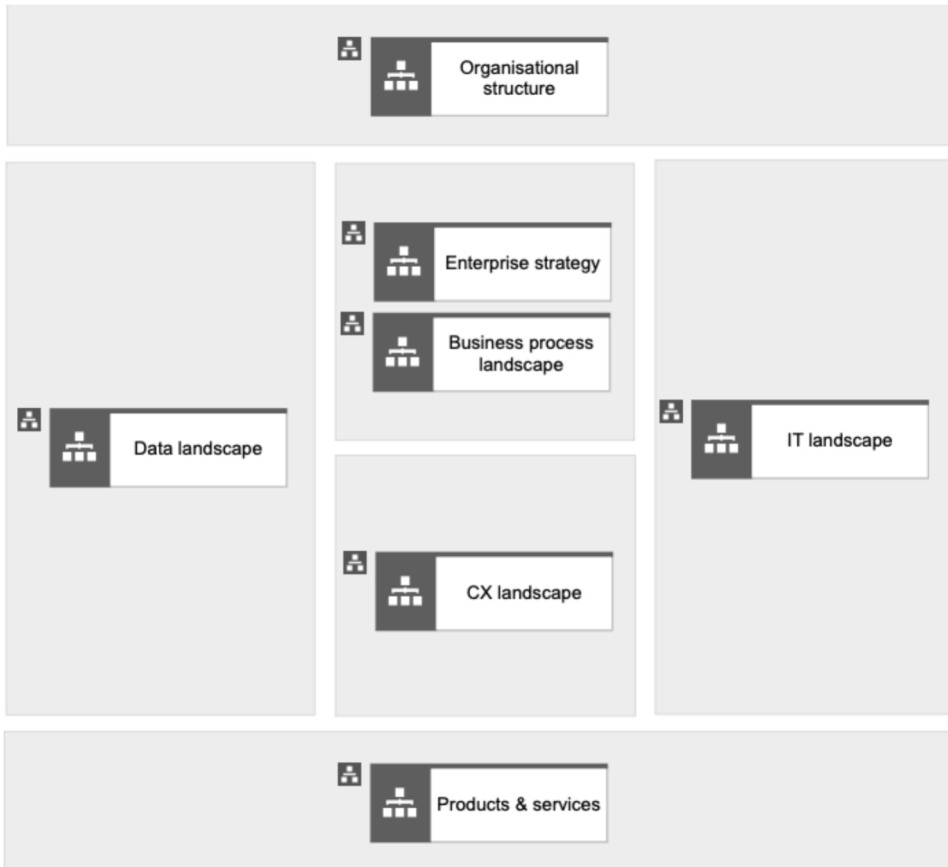 Organisational
structure
Enterprise strategy
Business process
landscape
Data landscape
IT landscape
CX landscape
Products & services